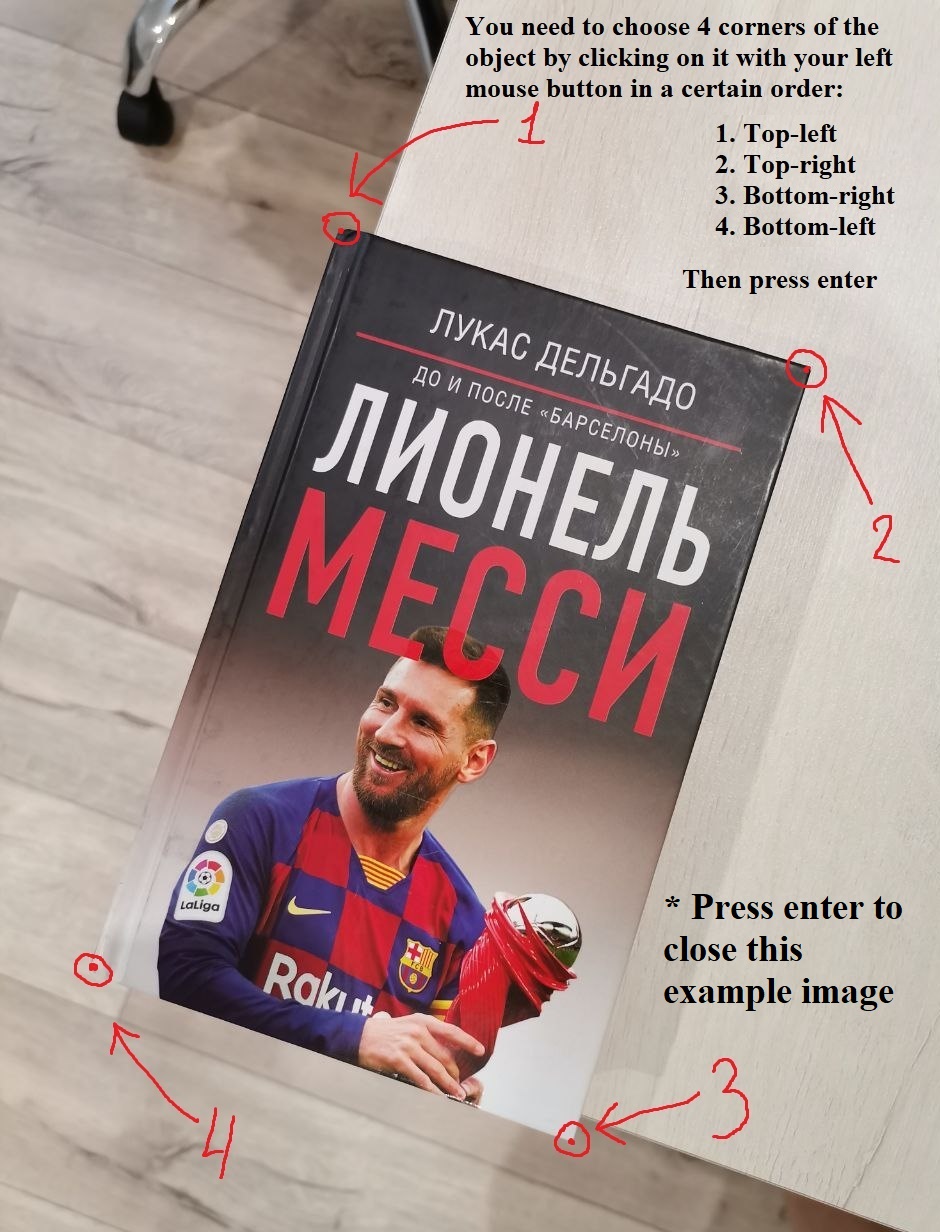 You need to choose 4 corners of the
object by clicking on it with your left
mouse button in a certain order:
1. Top-left
2. Top-right
3. Bottom-right
4. Bottom-left
Then press enter
1
2
ЛУКАС ДЕЛЬГАДО
ДО И ПОСЛЕ «БАРСЕЛОНЫ»
ЛИОНЕЛЬ
МЕССИ
LaLiga
FCB
Rakut
* Press enter to
close this
example image
3
4